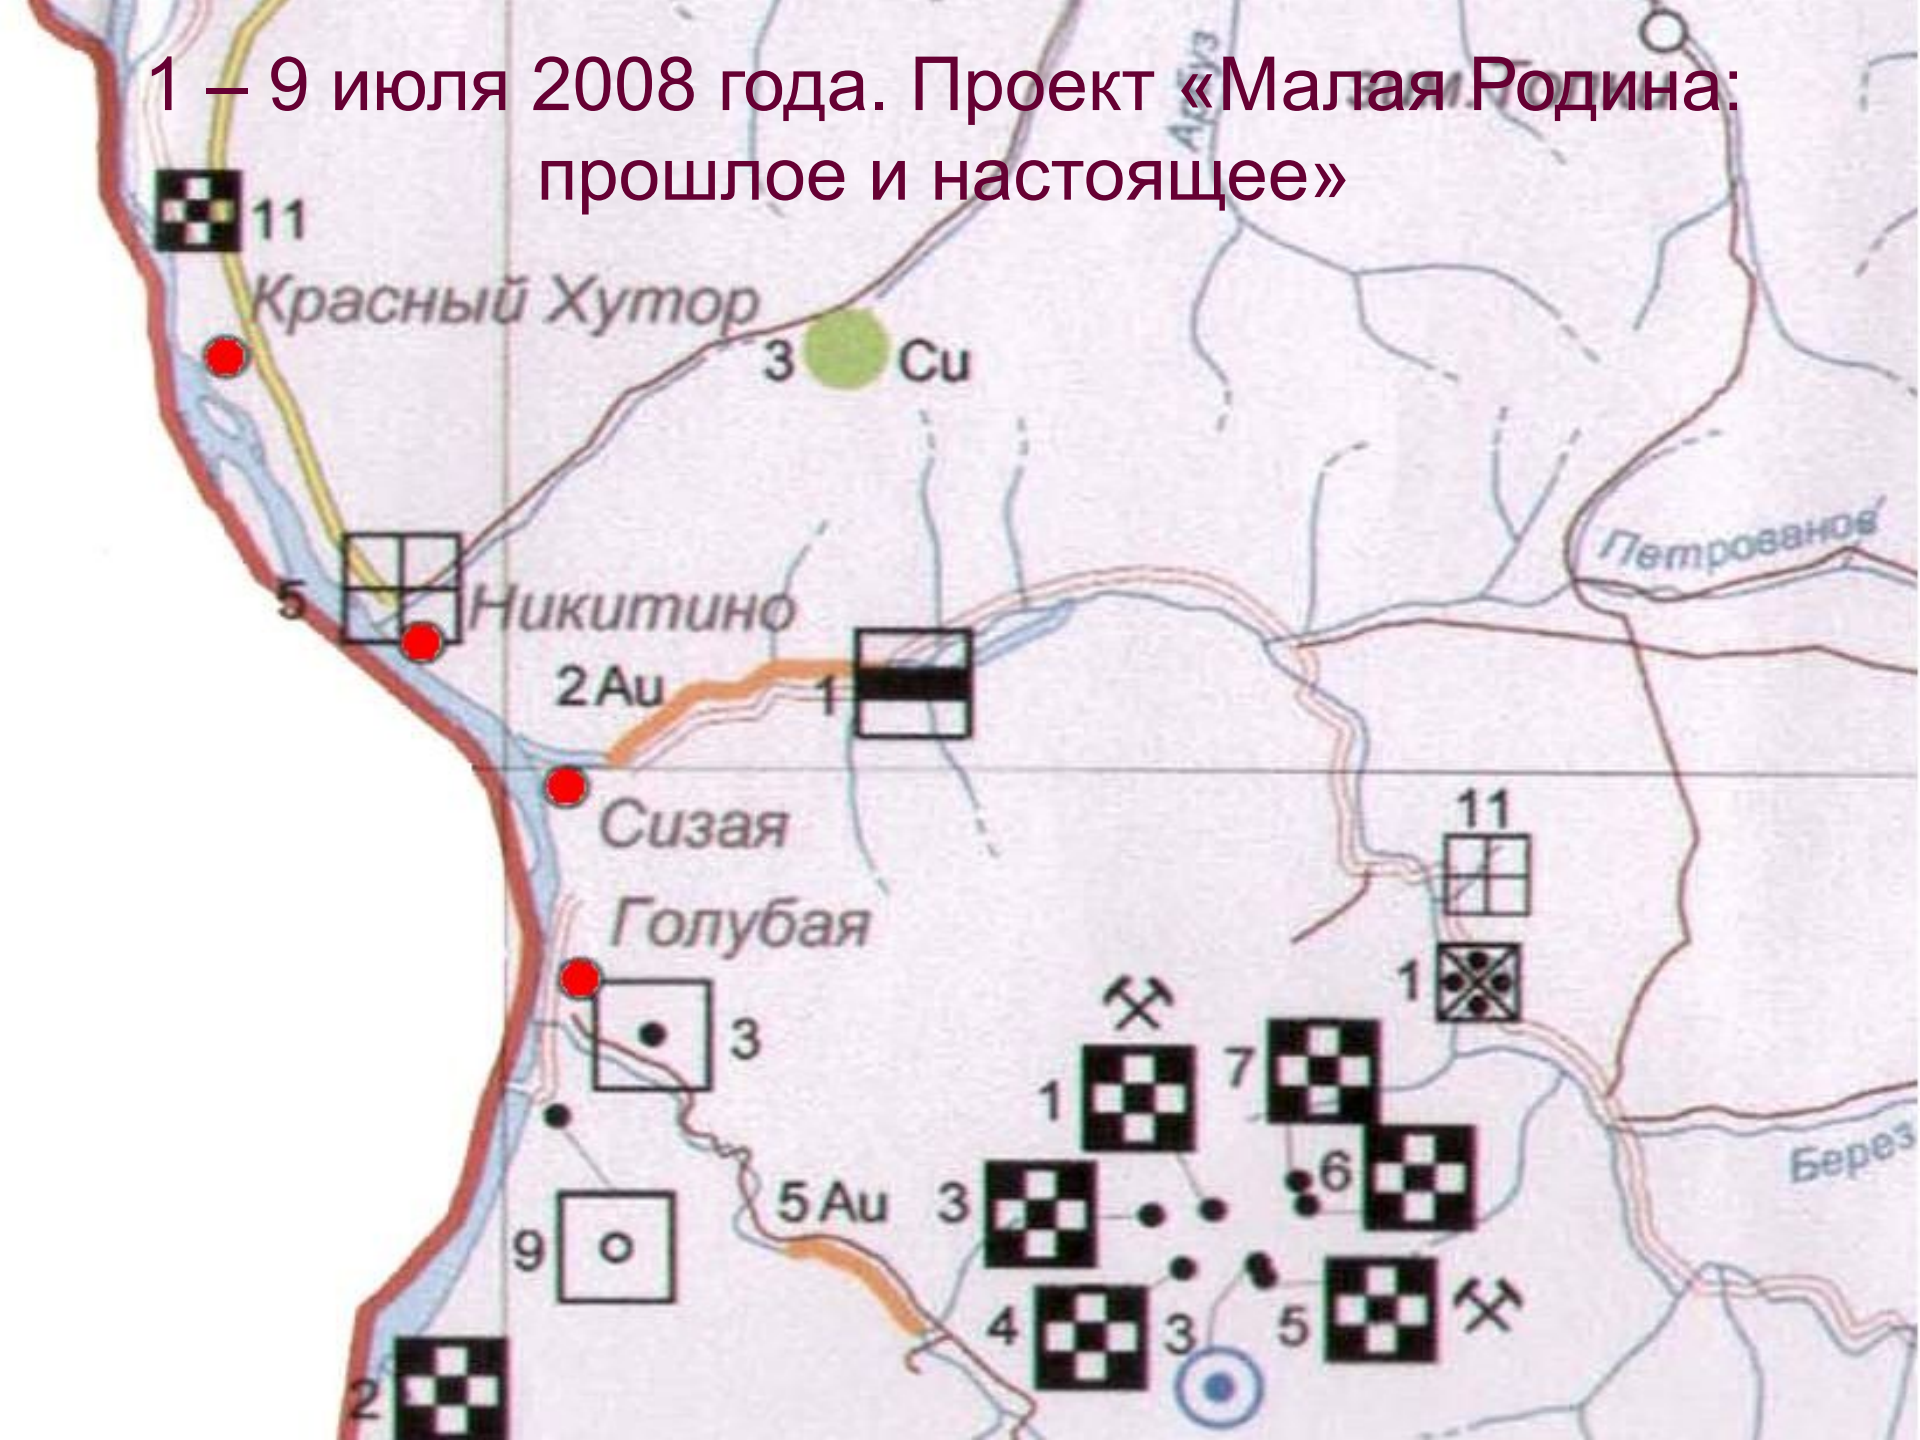 1 – 9 июля 2008 года. Проект «Малая Родина:
прошлое и настоящее»
Арбуз
11
Красный Хутор
3 Cu
Петрованов
5
Никитино
2 Au
1
Сизая
11
Голубая
1
3
1
7
Берез
6
5 Au
3
9
4
3
5
2